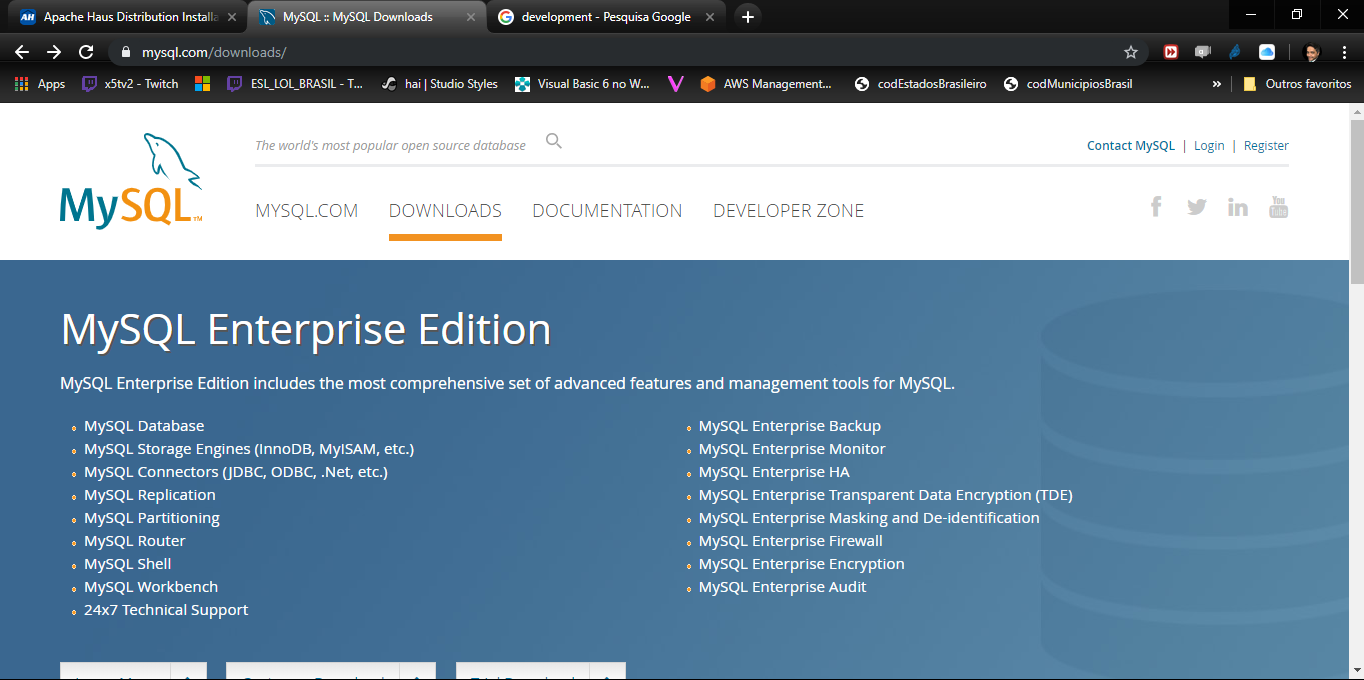 AH Apache Haus Distribution Installa
MySQL :: MySQL Downloads
development - Pesquisa Google
mysql.com/downloads/
Apps
x5tv2 - Twitch
ESL_LOL_BRASIL - T...
hai | Studio Styles
Visual Basic 6 no W...
AWS Management...
codEstadosBrasileiro
codMunicipiosBrasil
»
Outros favoritos
MySQL™
The world's most popular open source database
Contact MySQL | Login | Register
MYSQL.COM DOWNLOADS DOCUMENTATION DEVELOPER ZONE
You Tube
MySQL Enterprise Edition
MySQL Enterprise Edition includes the most comprehensive set of advanced features and management tools for MySQL.
MySQL Database
MySQL Storage Engines (InnoDB, MyISAM, etc.)
MySQL Connectors (JDBC, ODBC, .Net, etc.)
MySQL Replication
MySQL Partitioning
MySQL Router
MySQL Shell
MySQL Workbench
24x7 Technical Support
MySQL Enterprise Backup
MySQL Enterprise Monitor
MySQL Enterprise HA
MySQL Enterprise Transparent Data Encryption (TDE)
MySQL Enterprise Masking and De-identification
MySQL Enterprise Firewall
MySQL Enterprise Encryption
MySQL Enterprise Audit